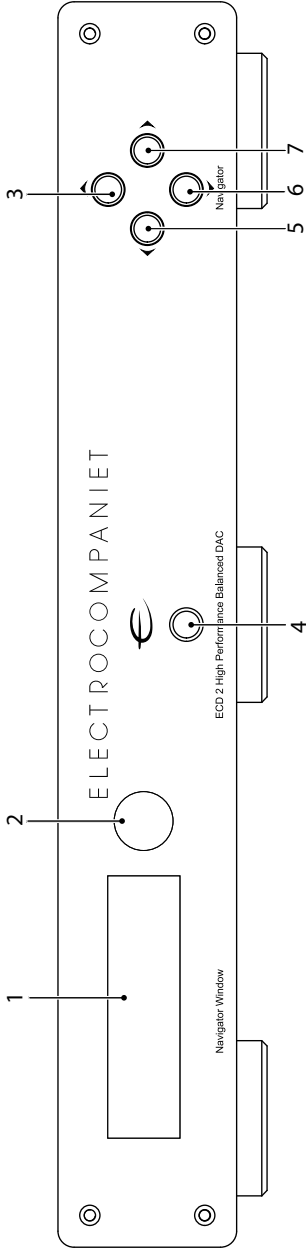 1
2
3
ELECTROCOMPANIET
Navigator Window
ECD 2 High Performance Balanced DAC
Navigator
4
5
6
7